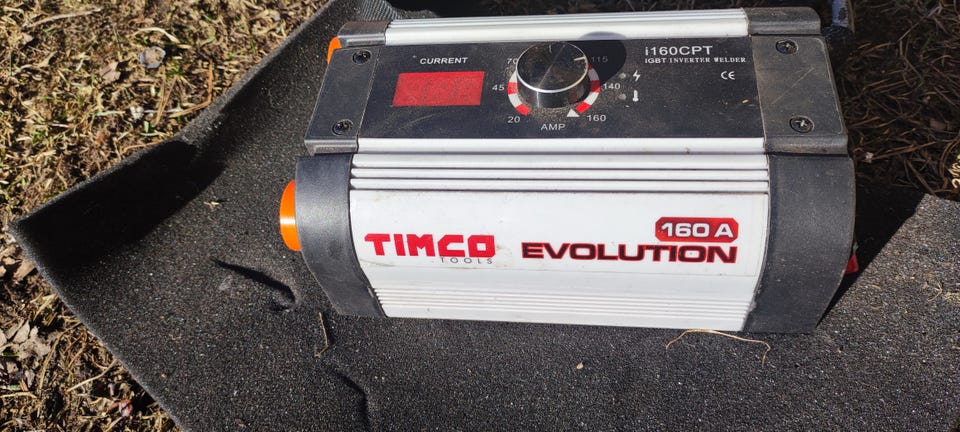 CURRENT
i160CPT
IGBT INVERTER WELDER
CE
70
115
45
140
20
160
AMP
TIMCO
TOOLS
160 A
EVOLUTION